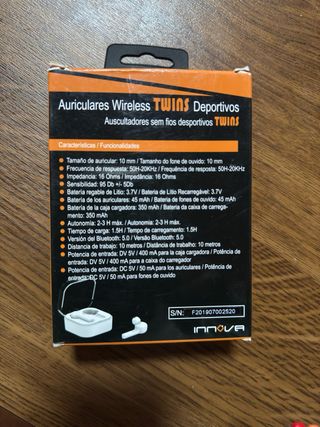 Auriculares Wireless TWINS Deportivos
Auscultadores sem fios desportivos TWINS
Características / Funcionalidades
Tamaño de auricular: 10 mm / Tamanho do fone de ouvido: 10 mm
Frecuencia de respuesta: 50H-20KHz / Frequência de resposta: 50H-20KHz
Impedancia: 16 Ohms / Impedância: 16 Ohms
Sensibilidad: 95 Db +/- 5Db
Batería regable de Litio: 3.7V / Bateria de Lítio Recarregável: 3.7V
Batería de los auriculares: 45 mAh / Bateria de fones de ouvido: 45 mAh
Batería de la caja cargadora: 350 mAh / Bateria da caixa de carrega-
mento: 350 mAh
Autonomía: 2-3 H máx. / Autonomia: 2-3 H máx.
Tiempo de carga: 1.5H / Tempo de carregamento: 1.5H
Versión del Bluetooth: 5.0 / Versão Bluetooth: 5.0
Distancia de trabajo: 10 metros / Distância de trabalho: 10 metros
Potencia de entrada: DV 5V / 400 mA para la caja cargadora / Potência de
entrada: DV 5V / 400 mA para a caixa do carregador
Potencia de entrada: DC 5V / 50 mA para los auriculares / Potência de
entrada: DC 5V / 50 mA para fones de ouvido
S/N: F201907002520
INNOVA